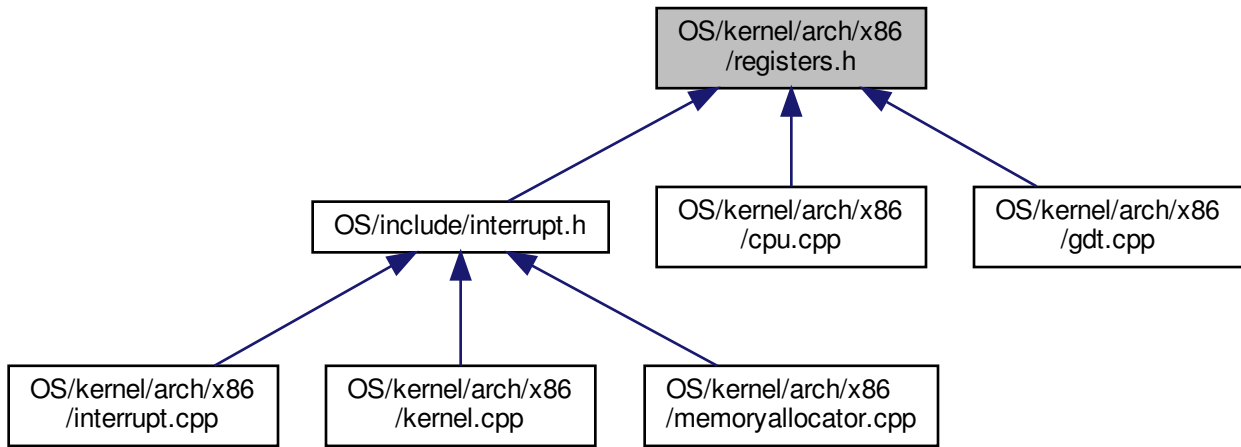 OS/kernel/arch/x86
/registers.h
OS/include/interrupt.h
OS/kernel/arch/x86
/cpu.cpp
OS/kernel/arch/x86
/gdt.cpp
OS/kernel/arch/x86
/interrupt.cpp
OS/kernel/arch/x86
/kernel.cpp
OS/kernel/arch/x86
/memoryallocator.cpp